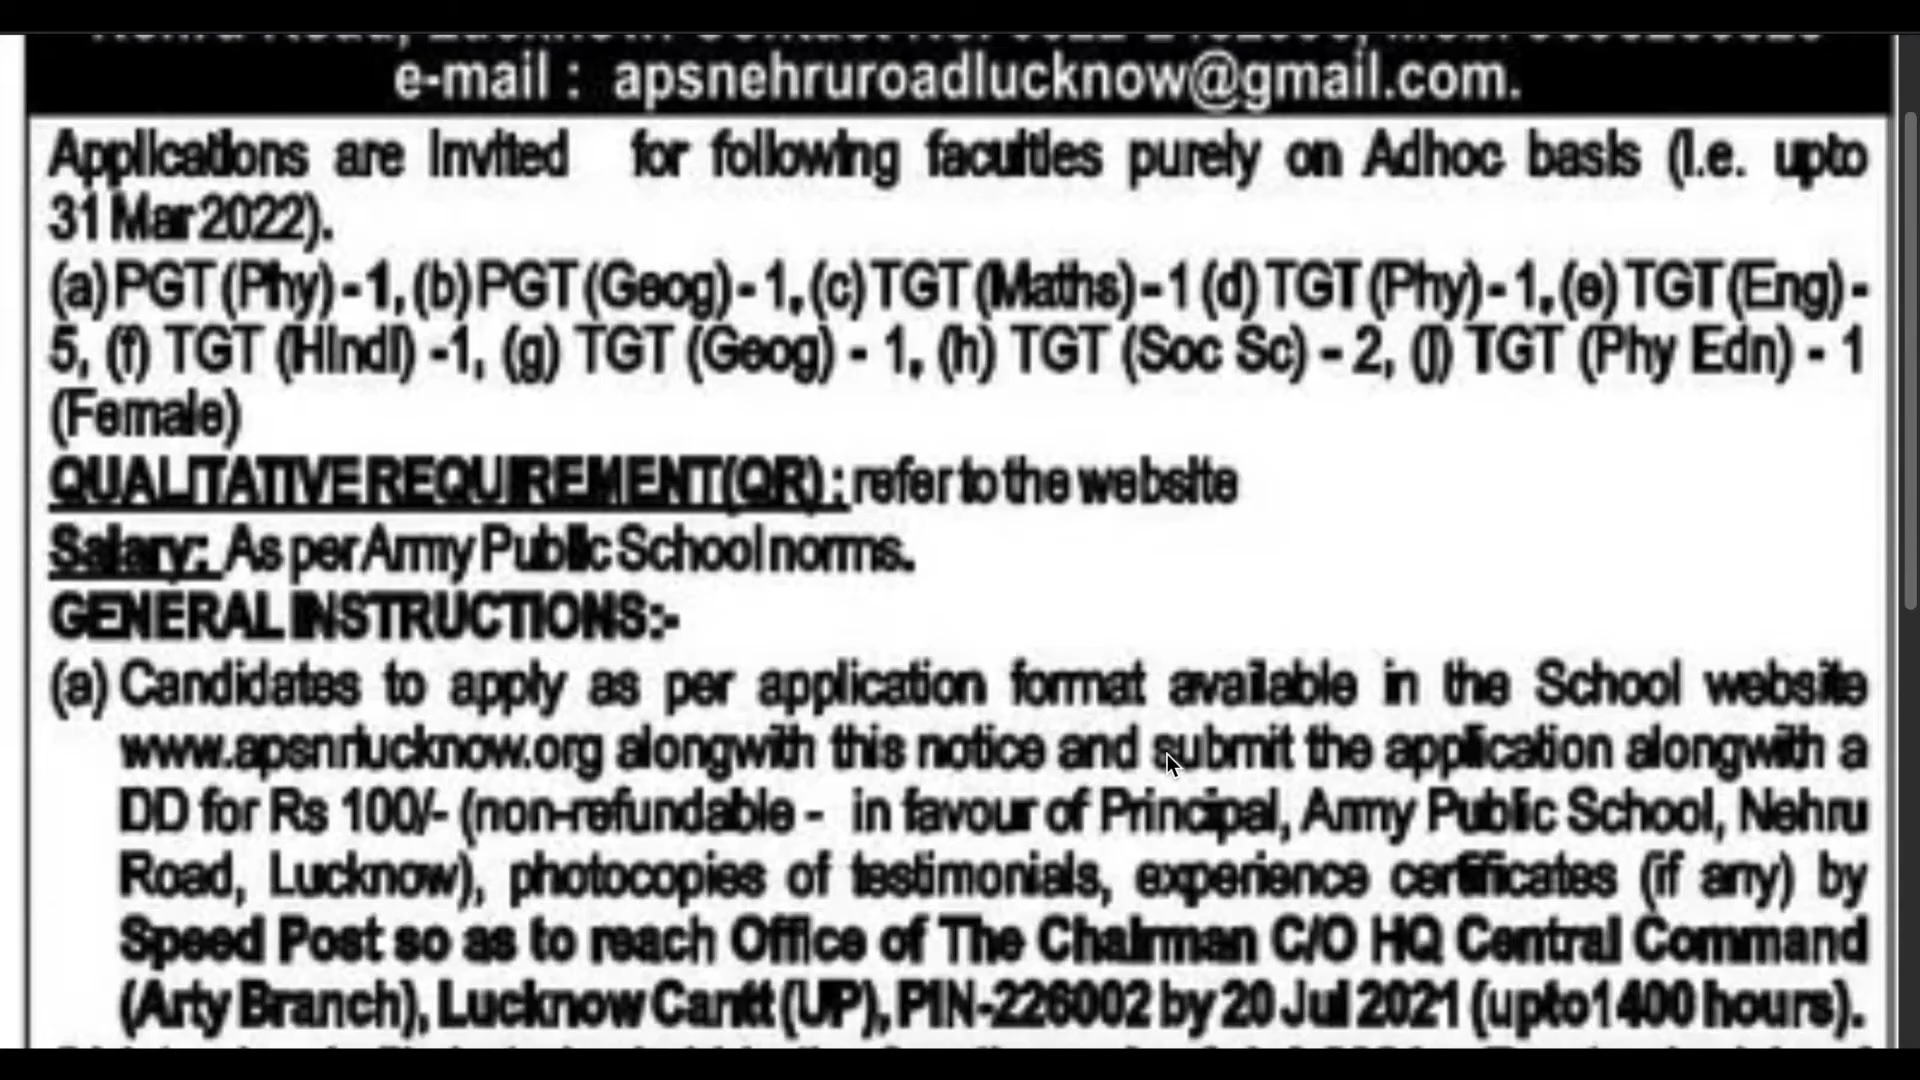 e-mail : apsnehruroadlucknow@gmail.com.
Applications are Invited for following faculties purely on Adhoc basis (I.e. upto
31 Mar 2022).
(a) PGT (Phy) - 1, (b) PGT (Geog) - 1, (c) TGT (Maths) - 1 (d) TGT (Phy) - 1, (e) TGT (Eng) -
5, (f) TGT (Hindi) -1, (g) TGT (Geog) - 1, (h) TGT (Soc Sc) - 2, (j) TGT (Phy Edn) - 1
(Female)
QUALITATIVE REQUIREMENT (QR) : refer to the website
Salary: As per Army Public School norms.
GENERAL INSTRUCTIONS:-
(a) Candidates to apply as per application format available in the School website
www.apsnrlucknow.org alongwith this notice and submit the application alongwith a
DD for Rs 100/- (non-refundable - in favour of Principal, Army Public School, Nehru
Road, Lucknow), photocopies of testimonials, experience certificates (if any) by
Speed Post so as to reach Office of The Chairman C/O HQ Central Command
(Arty Branch), Lucknow Cantt (UP), PIN-226002 by 20 Jul 2021 (upto 1400 hours).